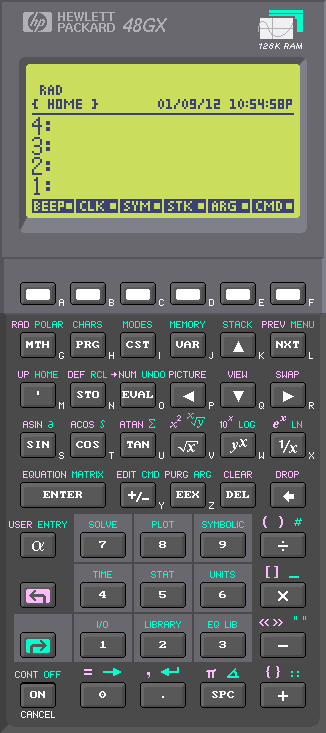 hp HEWLETT PACKARD 48GX
128K RAM
RAD
{ HOME } 01/09/12 10:54:58P
4:
3:
2:
1:
BEEP■ CLK ■ SYM■ STK ■ ARG ■ CMD■
A B C D E F
RAD POLAR CHARS MODES MEMORY STACK PREV MENU
MTH G PRG H CST I VAR J ▲ K NXT L
UP HOME DEF RCL →NUM UNDO PICTURE VIEW SWAP
' M STO N EVAL O ◀ P ▼ Q ▶ R
ASIN ∂ ACOS ∫ ATAN Σ x² ˣ√y 10ˣ LOG eˣ LN
SIN S COS T TAN U √x V yˣ W 1/x X
EQUATION MATRIX EDIT CMD PURG ARG CLEAR DROP
ENTER +/− Y EEX Z DEL ←
USER ENTRY SOLVE PLOT SYMBOLIC ( ) #
α 7 8 9 ÷
TIME STAT UNITS [ ] _
4 5 6 ×
I/O LIBRARY EQ LIB « » " "
1 2 3 −
CONT OFF = → , ↵ π ∡ { } ::
ON 0 . SPC +
CANCEL